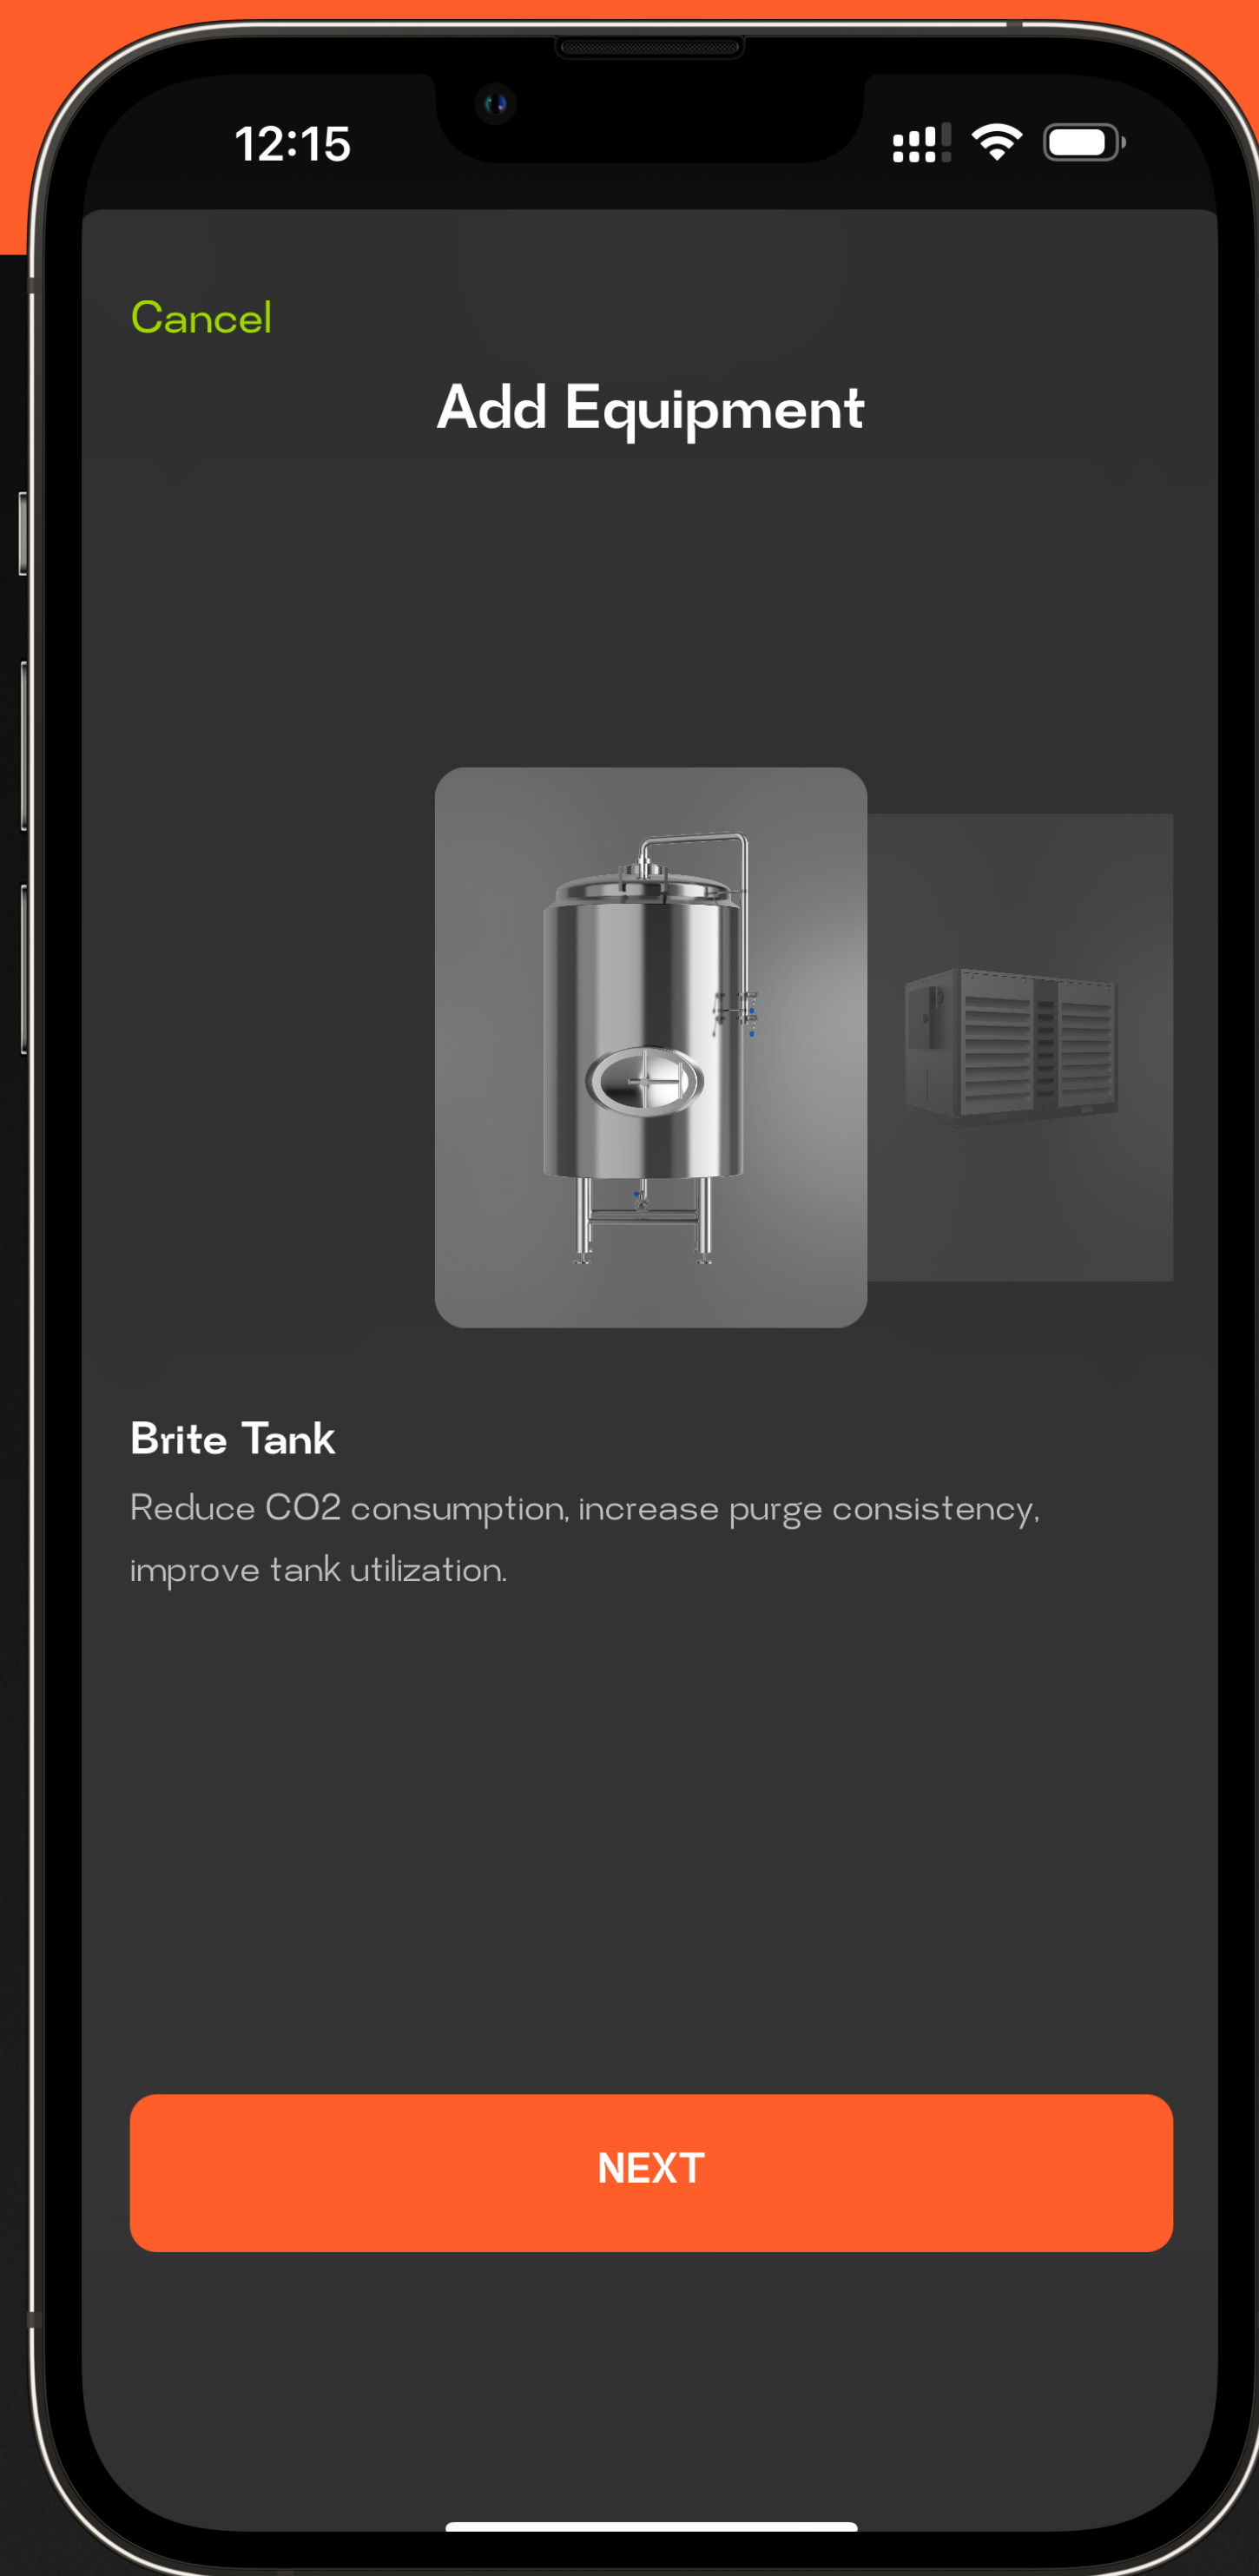 12:15
Cancel
Add Equipment
Brite Tank
Reduce CO2 consumption, increase purge consistency,
improve tank utilization.
NEXT